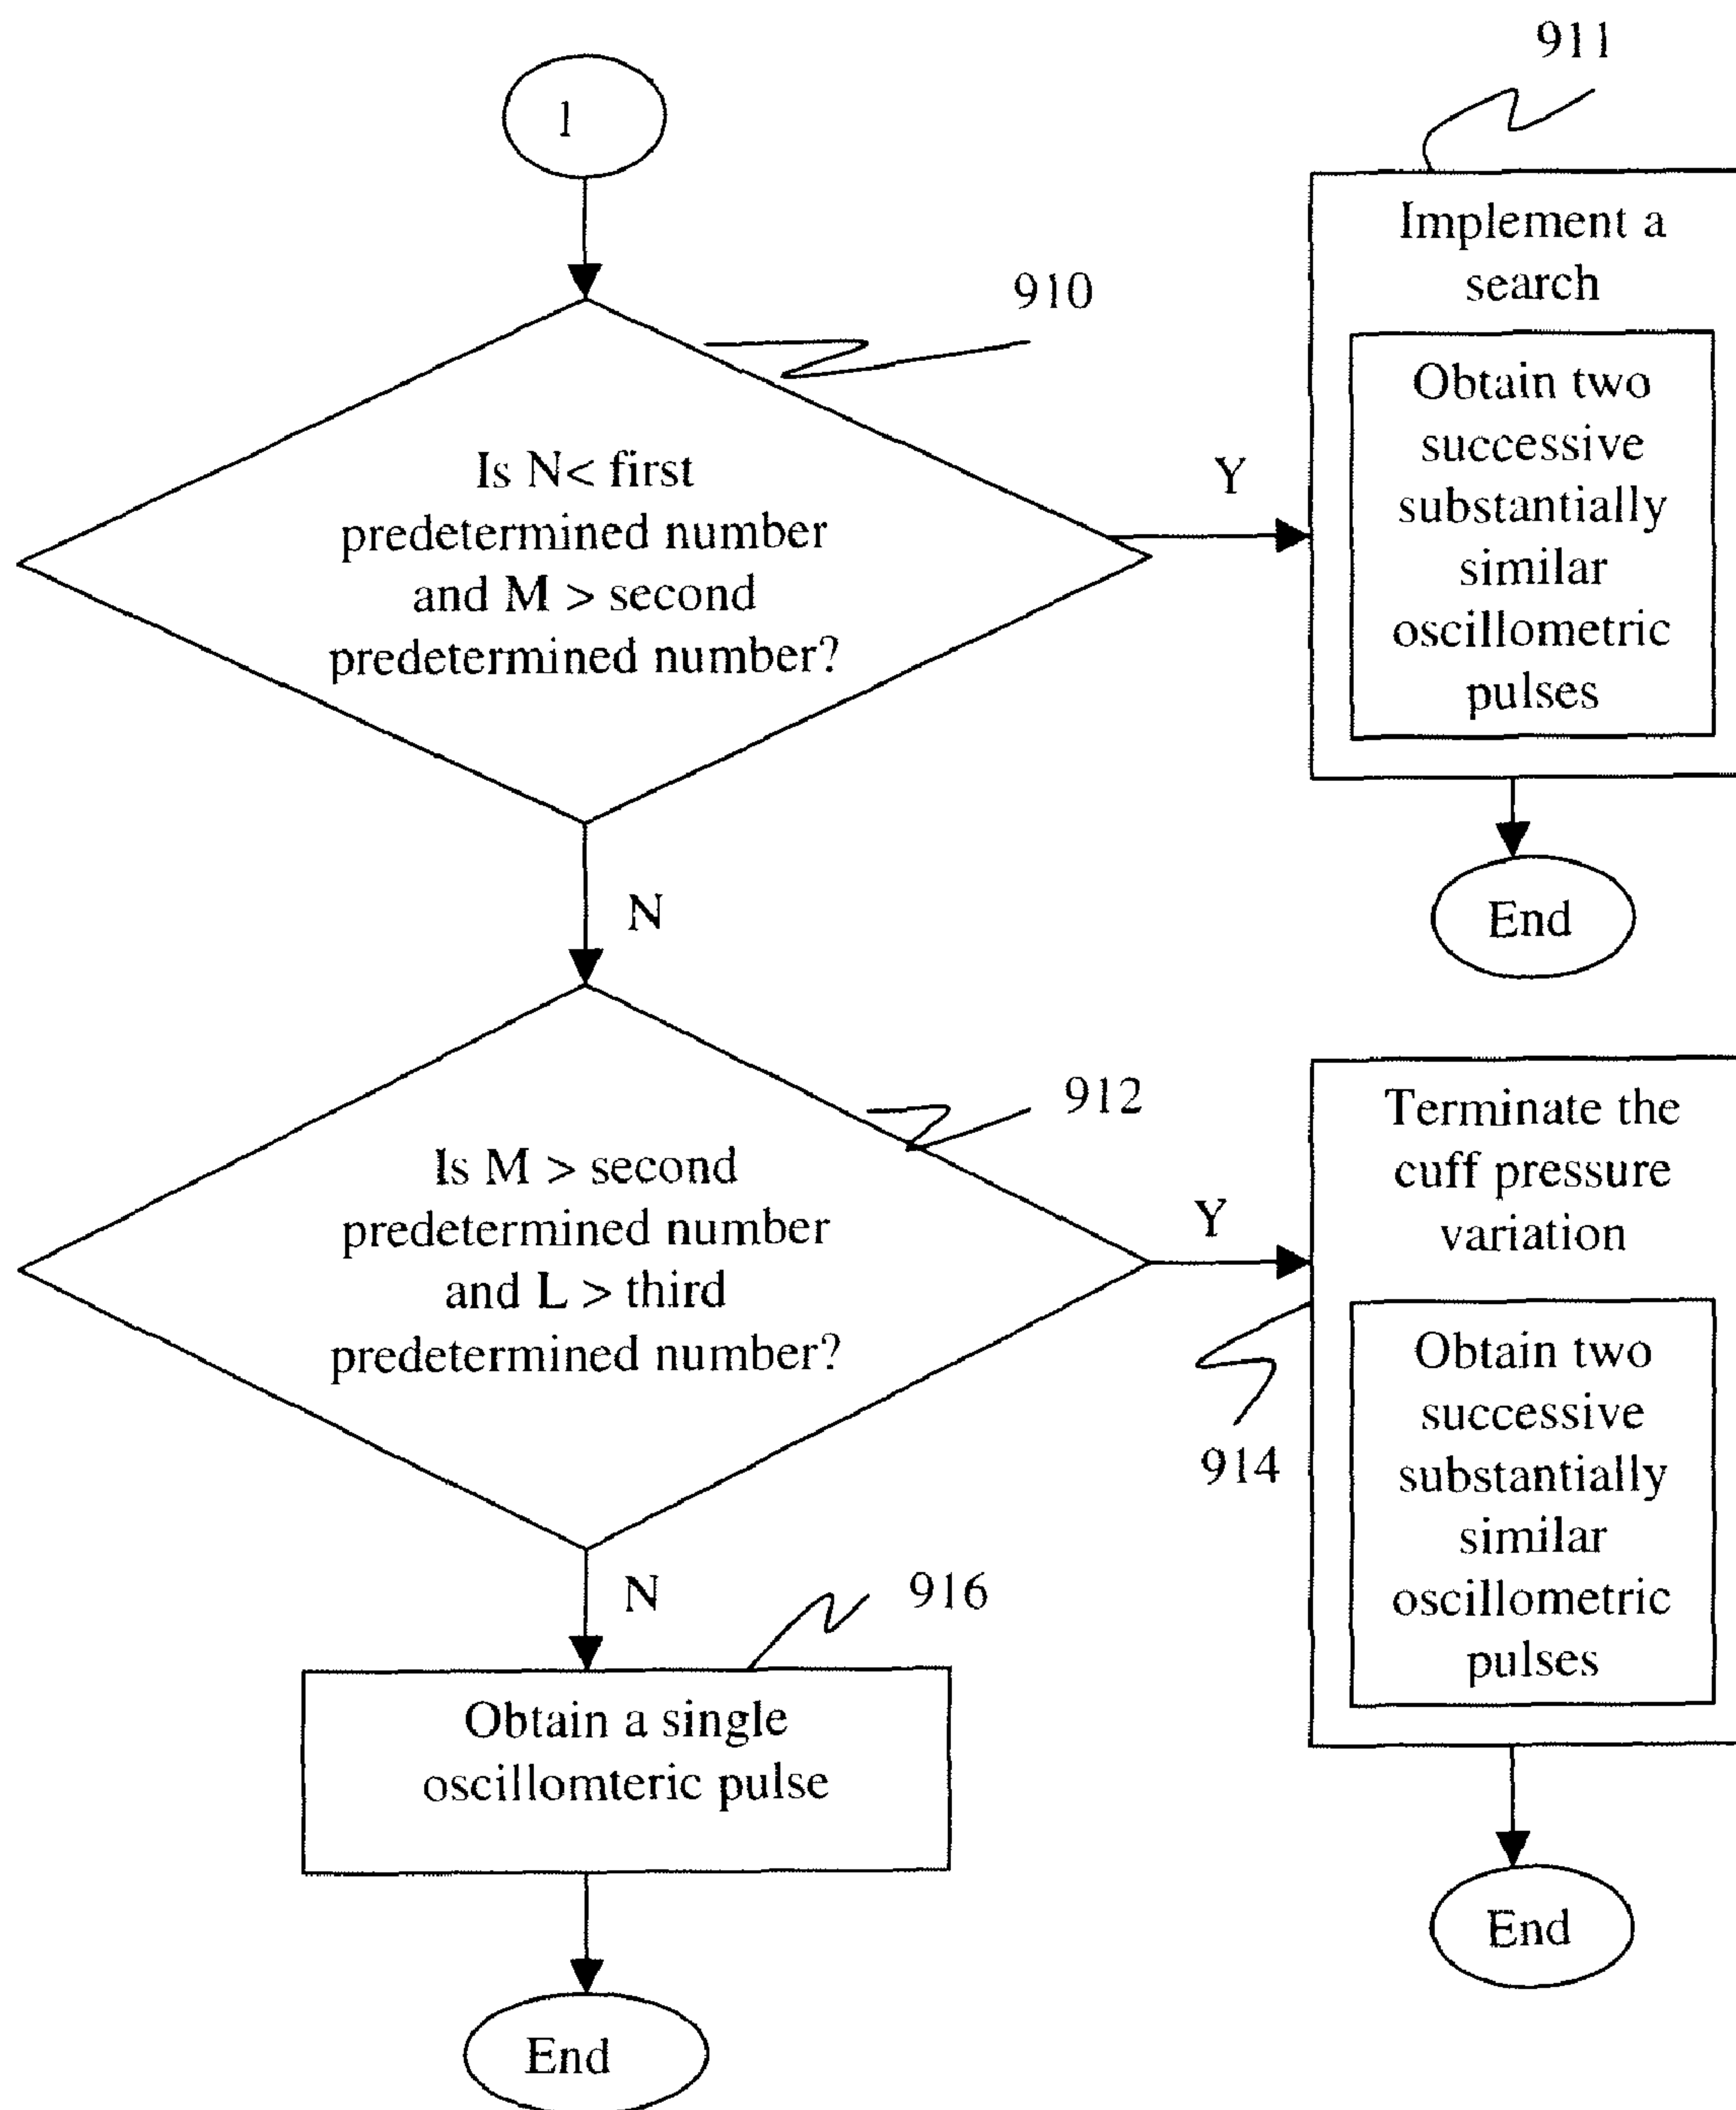 1
911
Implement a
search
Obtain two
successive
substantially
similar
oscillometric
pulses
End
910
Is N< first
predetermined number
and M > second
predetermined number?
Y
N
912
Is M > second
predetermined number
and L > third
predetermined number?
Y
914
Terminate the
cuff pressure
variation
Obtain two
successive
substantially
similar
oscillometric
pulses
End
N
916
Obtain a single
oscillomteric pulse
End